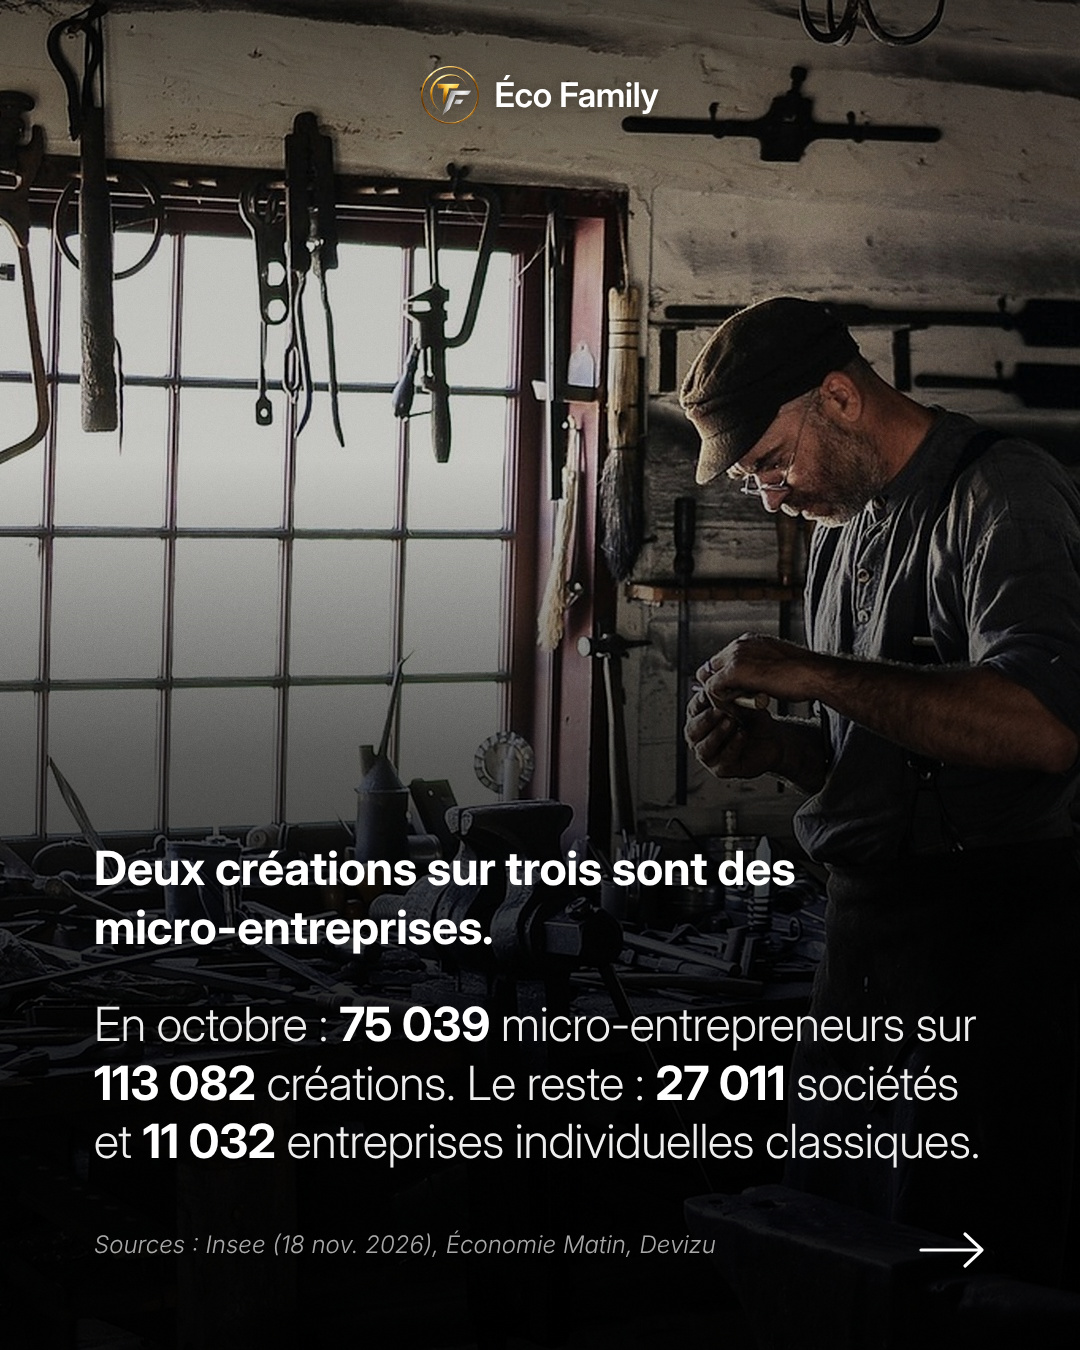 Éco Family
Deux créations sur trois sont des
micro-entreprises.
En octobre : 75 039 micro-entrepreneurs sur
113 082 créations. Le reste : 27 011 sociétés
et 11 032 entreprises individuelles classiques.
Sources : Insee (18 nov. 2026), Économie Matin, Devizu